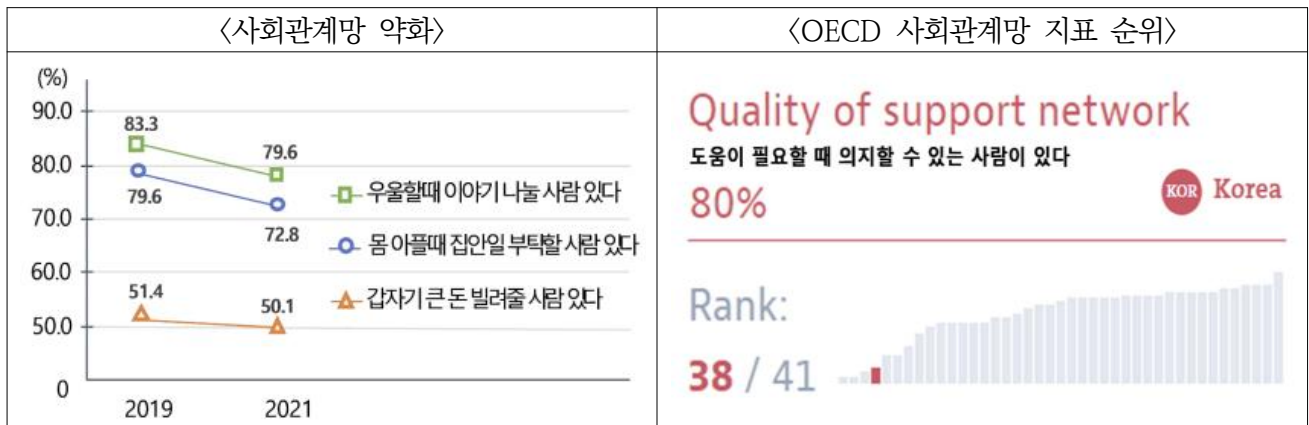 〈사회관계망 약화〉
(%)
90.0
80.0
70.0
60.0
50.0
0
83.3
79.6
79.6
72.8
51.4
50.1
우울할때 이야기 나눌 사람 있다
몸 아플때 집안일 부탁할 사람 있다
갑자기 큰 돈 빌려줄 사람 있다
2019 2021
〈OECD 사회관계망 지표 순위〉
Quality of support network
도움이 필요할 때 의지할 수 있는 사람이 있다
80%
KOR Korea
Rank:
38 / 41